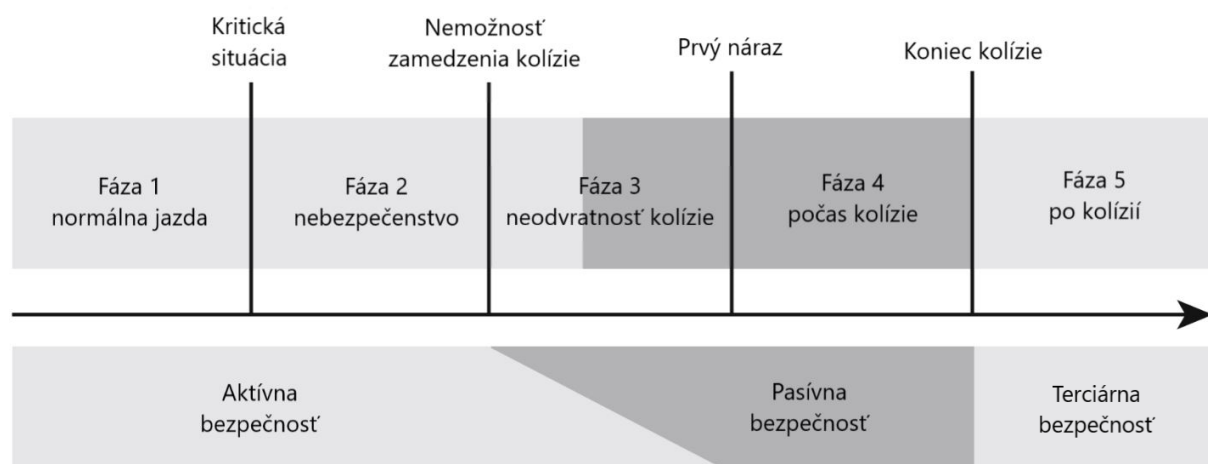 Kritická
situácia
Nemožnosť
zamedzenia kolízie
Prvý náraz
Koniec kolízie
Fáza 1
normálna jazda
Fáza 2
nebezpečenstvo
Fáza 3
neodvratnosť kolízie
Fáza 4
počas kolízie
Fáza 5
po kolízií
Aktívna
bezpečnosť
Pasívna
bezpečnosť
Terciárna
bezpečnosť